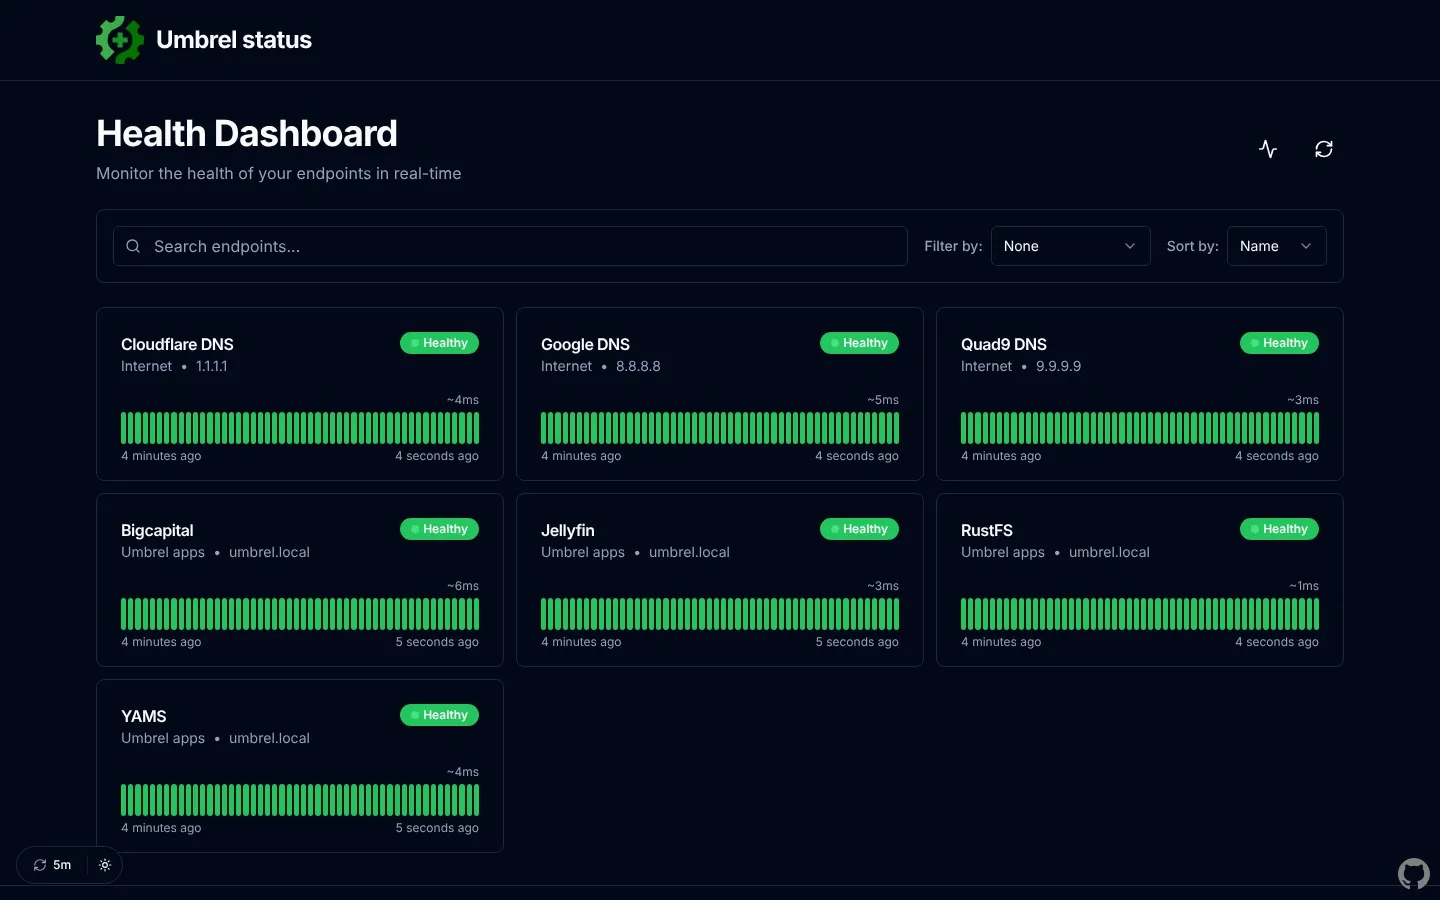 Umbrel status
Health Dashboard
Monitor the health of your endpoints in real-time
Search endpoints...
Filter by: None Sort by: Name
Cloudflare DNS Healthy
Internet • 1.1.1.1
~4ms
4 minutes ago 4 seconds ago
Google DNS Healthy
Internet • 8.8.8.8
~5ms
4 minutes ago 4 seconds ago
Quad9 DNS Healthy
Internet • 9.9.9.9
~3ms
4 minutes ago 4 seconds ago
Bigcapital Healthy
Umbrel apps • umbrel.local
~6ms
4 minutes ago 5 seconds ago
Jellyfin Healthy
Umbrel apps • umbrel.local
~3ms
4 minutes ago 5 seconds ago
RustFS Healthy
Umbrel apps • umbrel.local
~1ms
4 minutes ago 4 seconds ago
YAMS Healthy
Umbrel apps • umbrel.local
~4ms
4 minutes ago 5 seconds ago
5m